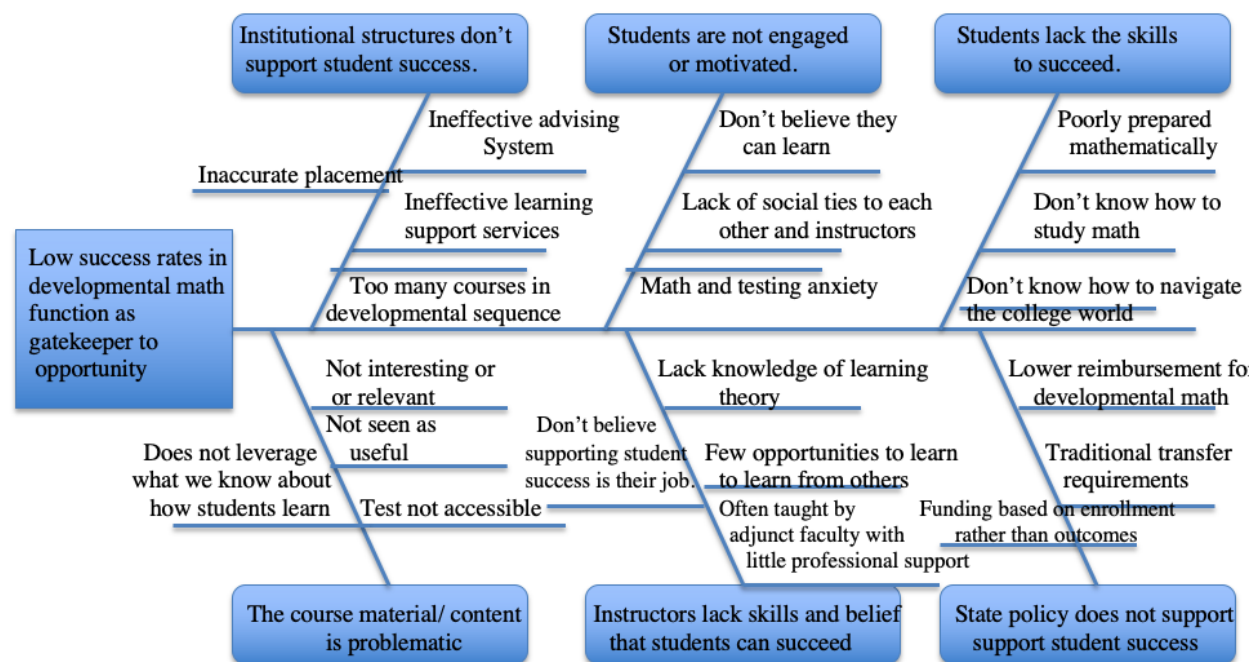 Institutional structures don't
support student success.
Students are not engaged
or motivated.
Students lack the skills
to succeed.
Ineffective advising
System
Inaccurate placement
Ineffective learning
support services
Too many courses in
developmental sequence
Don't believe they
can learn
Lack of social ties to each
other and instructors
Math and testing anxiety
Poorly prepared
mathematically
Don't know how to
study math
Don't know how to navigate
the college world
Low success rates in
developmental math
function as
gatekeeper to
opportunity
Not interesting or
or relevant
Not seen as
useful
Does not leverage
what we know about
how students learn
Test not accessible
Lack knowledge of learning
theory
Don't believe
supporting student
success is their job.
Few opportunities to learn
to learn from others
Often taught by
adjunct faculty with
little professional support
Lower reimbursement for
developmental math
Traditional transfer
requirements
Funding based on enrollment
rather than outcomes
The course material/ content
is problematic
Instructors lack skills and belief
that students can succeed
State policy does not support
support student success